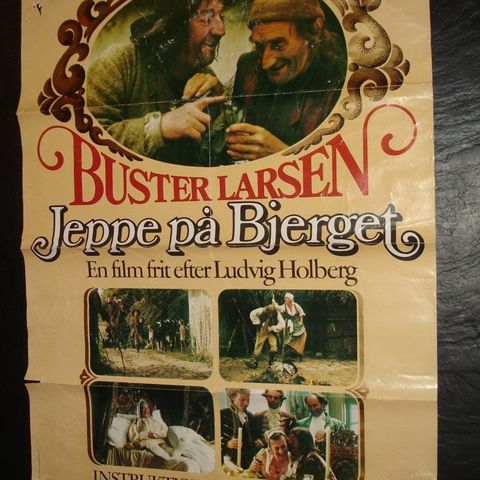 BUSTER LARSEN
Jeppe på Bjerget
En film frit efter Ludvig Holberg